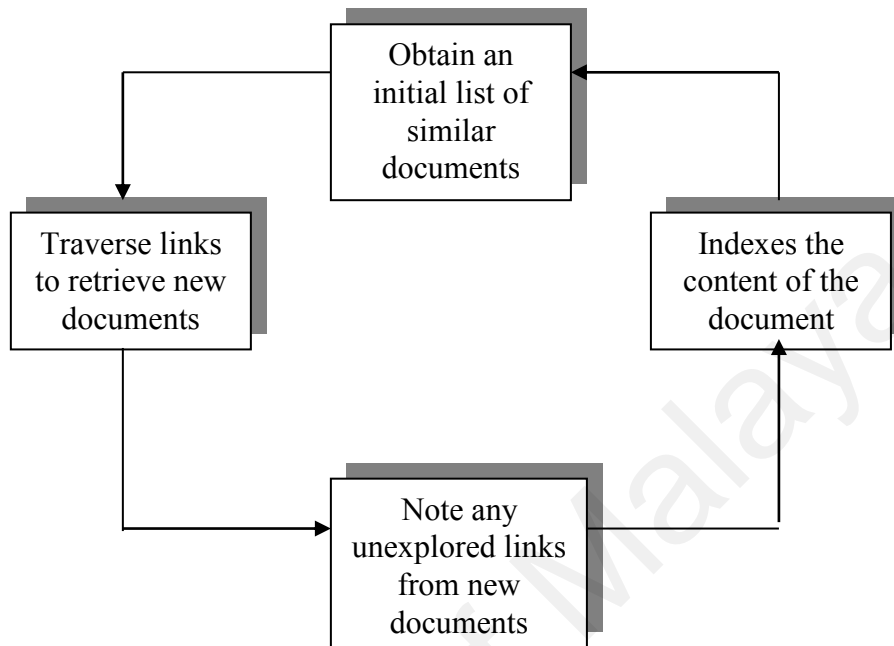 Obtain an
initial list of
similar
documents
Traverse links
to retrieve new
documents
Indexes the
content of the
document
Note any
unexplored links
from new
documents
Malaya